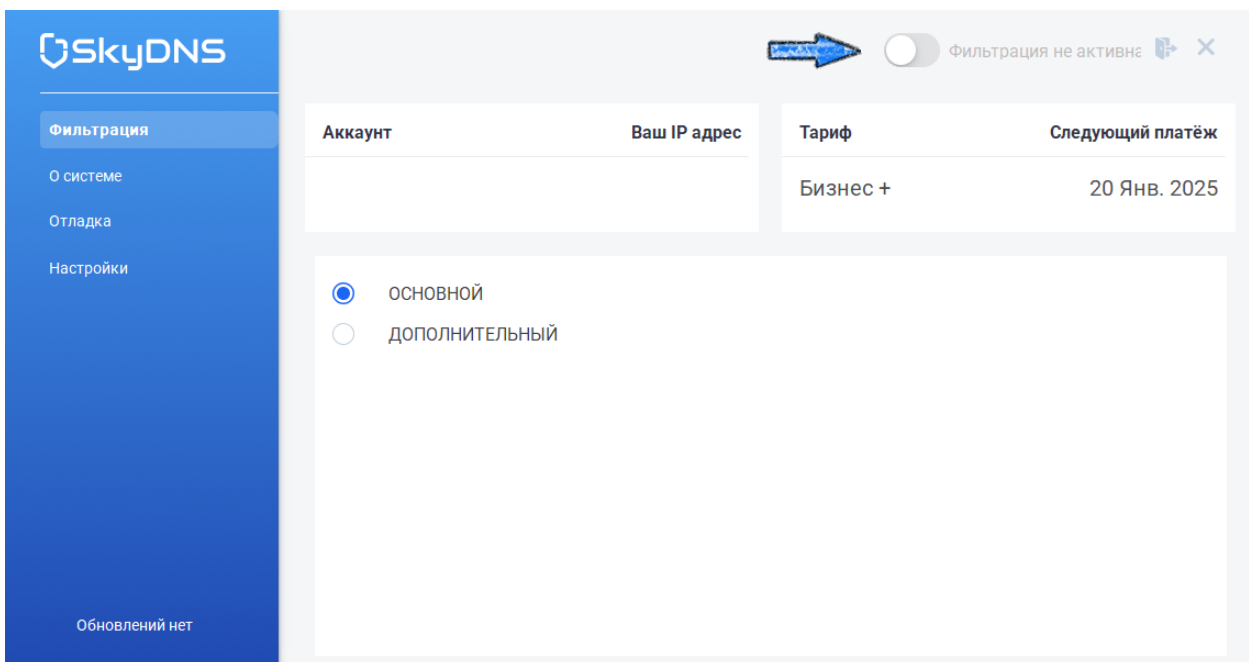 SkyDNS
Фильтрация не активна
Фильтрация
О системе
Отладка
Настройки
Обновлений нет
Аккаунт
Ваш IP адрес
Тариф
Следующий платёж
Бизнес +
20 Янв. 2025
ОСНОВНОЙ
ДОПОЛНИТЕЛЬНЫЙ